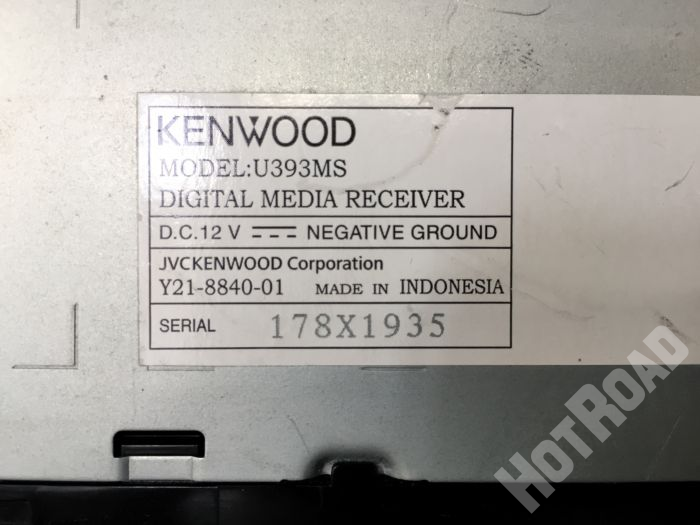 KENWOOD
MODEL:U393MS
DIGITAL MEDIA RECEIVER
D.C.12 V ⎓ NEGATIVE GROUND
JVCKENWOOD Corporation
Y21-8840-01 MADE IN INDONESIA
SERIAL 178X1935
HOTROAD